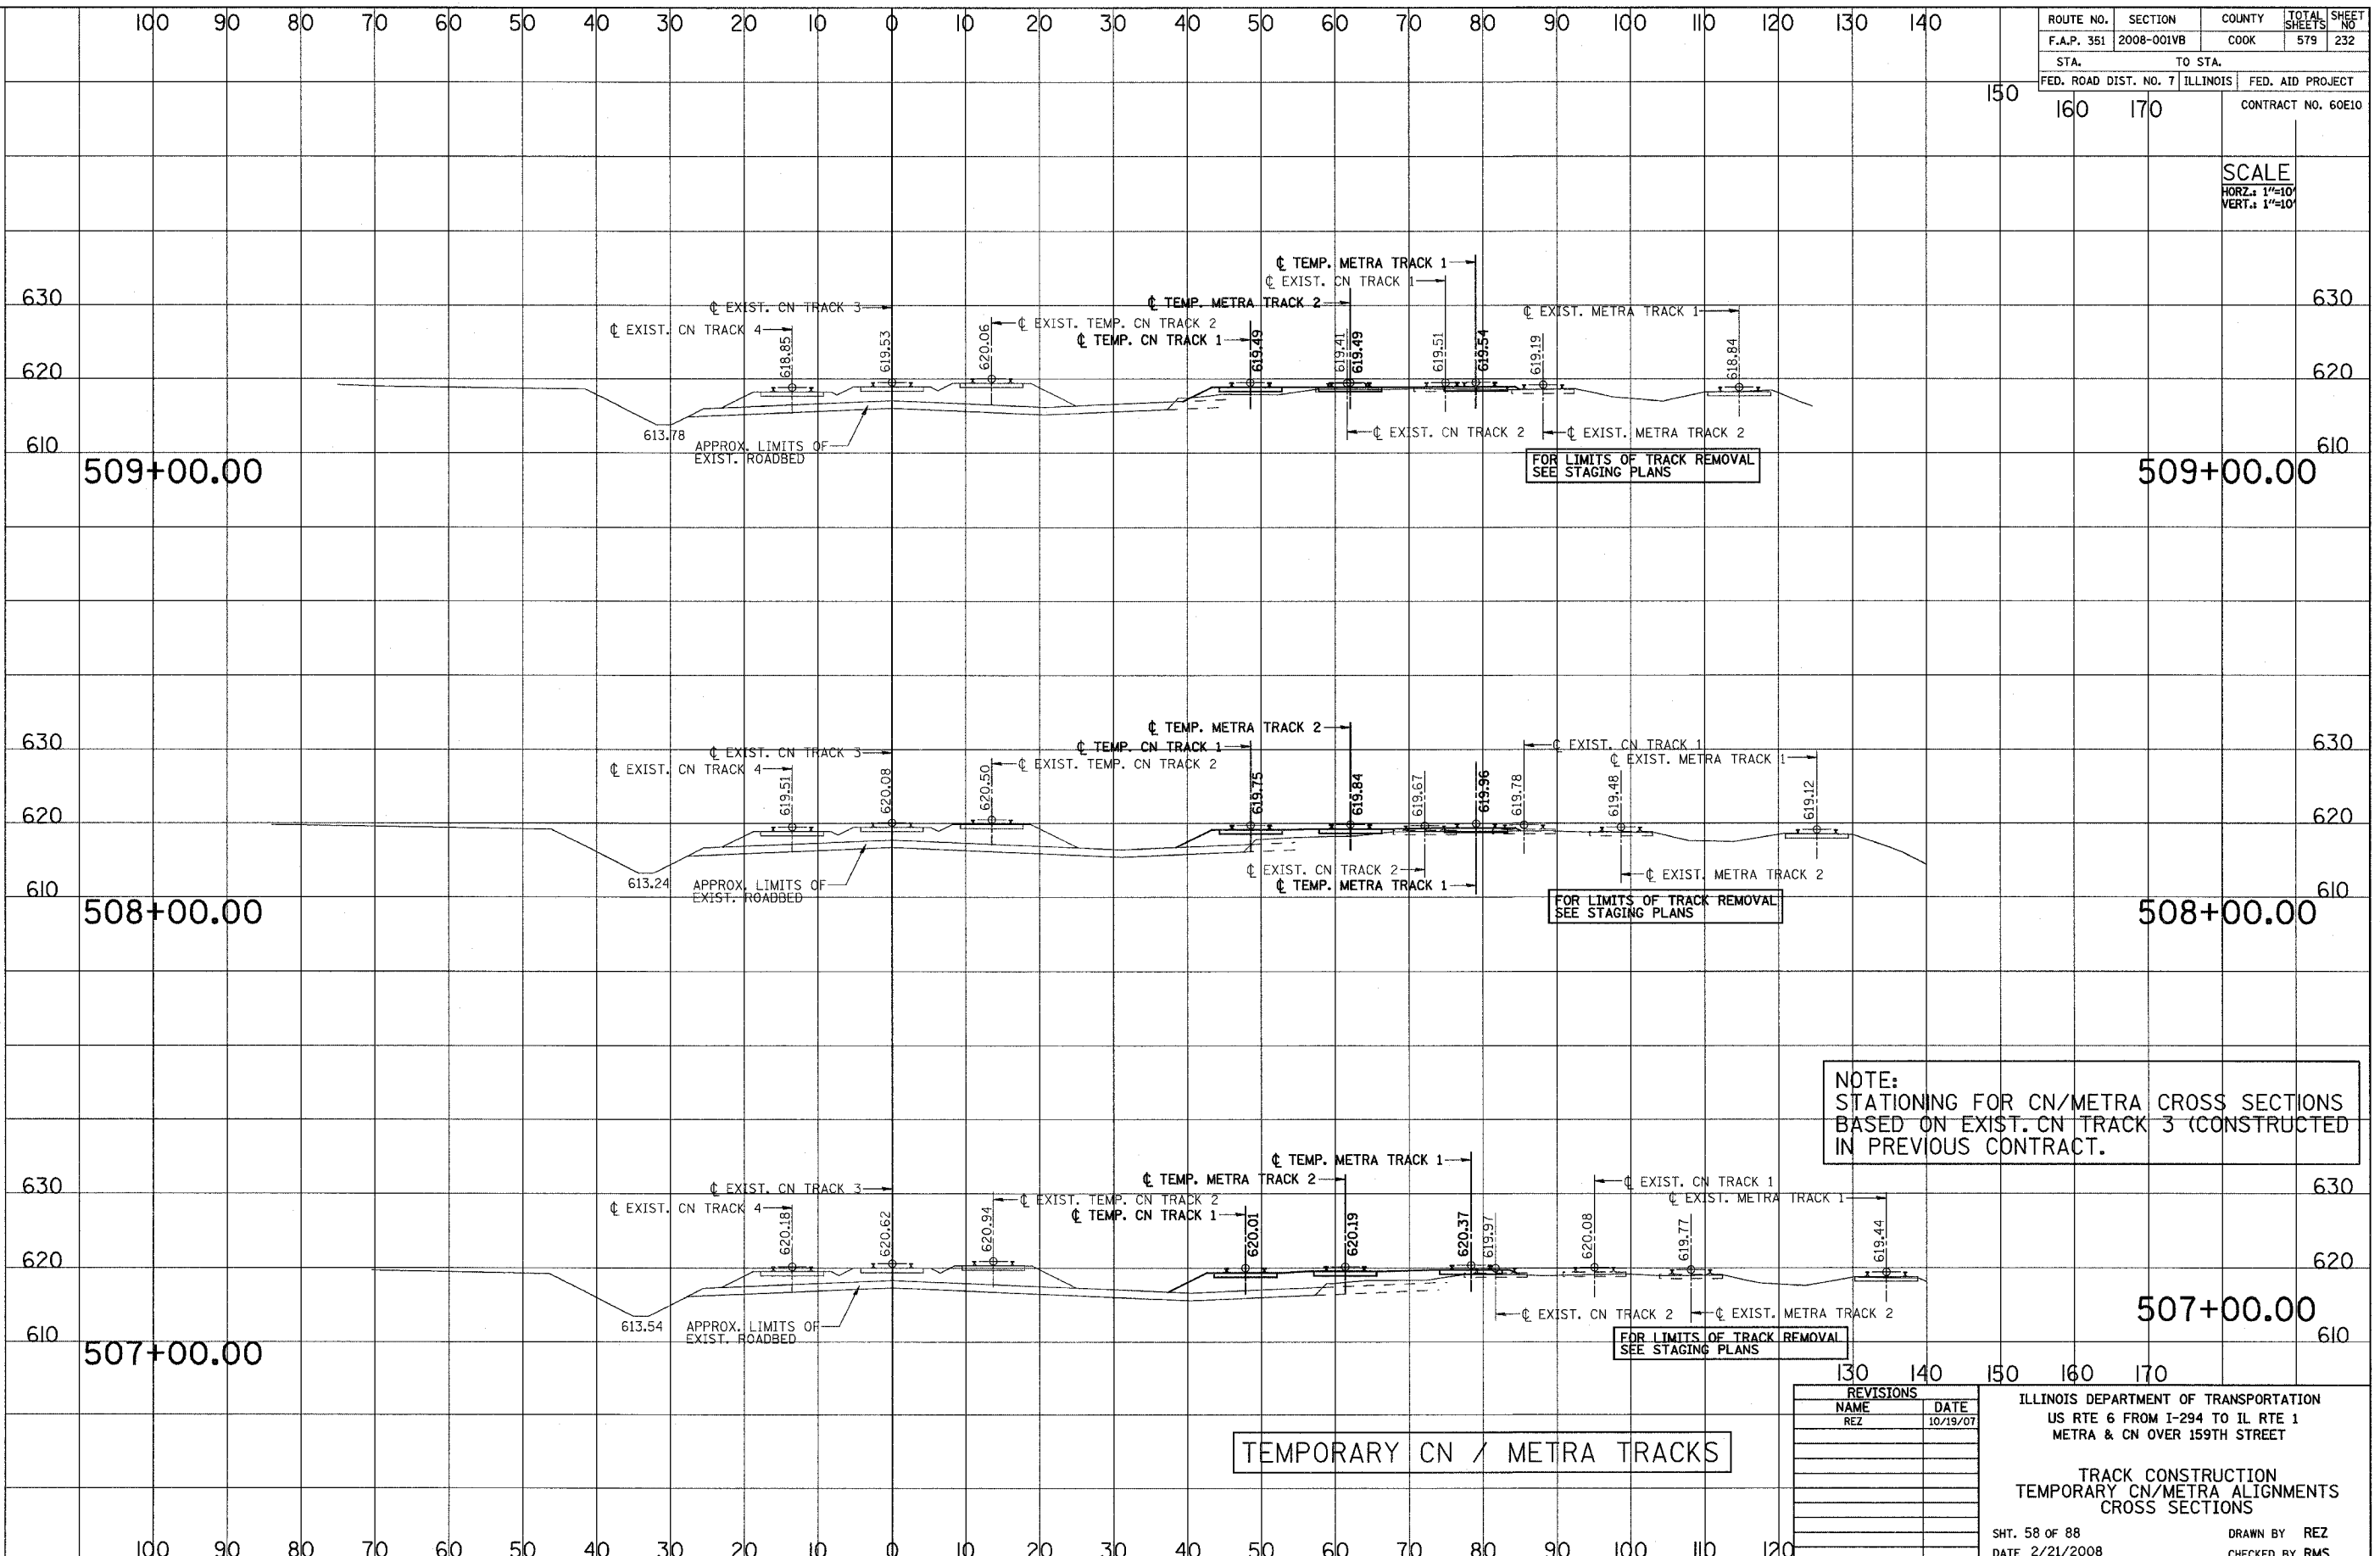 100 90 80 70 60 50 40 30 20 10 0 10 20 30 40 50 60 70 80 90 100 110 120 130 140
ROUTE NO. SECTION COUNTY TOTAL SHEETS SHEET NO
F.A.P. 351 2008-001VB COOK 579 232
STA. TO STA.
FED. ROAD DIST. NO. 7 ILLINOIS FED. AID PROJECT
150 160 170
CONTRACT NO. 60E10
SCALE
HORZ.: 1"=10'
VERT.: 1"=10'
℄ TEMP. METRA TRACK 1
℄ EXIST. CN TRACK 1
630 630
℄ EXIST. CN TRACK 3
℄ TEMP. METRA TRACK 2
℄ EXIST. METRA TRACK 1
℄ EXIST. CN TRACK 4
℄ EXIST. TEMP. CN TRACK 2
℄ TEMP. CN TRACK 1
618.85 619.53 620.06 619.49 619.41 619.49 619.51 619.54 619.19 618.84
620 620
613.78
APPROX. LIMITS OF
EXIST. ROADBED
℄ EXIST. CN TRACK 2
℄ EXIST. METRA TRACK 2
610 610
FOR LIMITS OF TRACK REMOVAL
SEE STAGING PLANS
509+00.00 509+00.00
℄ TEMP. METRA TRACK 2
630 630
℄ EXIST. CN TRACK 3
℄ TEMP. CN TRACK 1
℄ EXIST. CN TRACK 1
℄ EXIST. METRA TRACK 1
℄ EXIST. CN TRACK 4
℄ EXIST. TEMP. CN TRACK 2
619.51 620.08 620.50 619.75 619.84 619.67 619.96 619.78 619.48 619.12
620 620
613.24
APPROX. LIMITS OF
EXIST. ROADBED
℄ EXIST. CN TRACK 2
℄ TEMP. METRA TRACK 1
℄ EXIST. METRA TRACK 2
610 610
FOR LIMITS OF TRACK REMOVAL
SEE STAGING PLANS
508+00.00 508+00.00
NOTE:
STATIONING FOR CN/METRA CROSS SECTIONS
BASED ON EXIST. CN TRACK 3 (CONSTRUCTED
IN PREVIOUS CONTRACT.
℄ TEMP. METRA TRACK 1
℄ TEMP. METRA TRACK 2
℄ EXIST. CN TRACK 1
630 630
℄ EXIST. CN TRACK 3
℄ EXIST. TEMP. CN TRACK 2
℄ EXIST. METRA TRACK 1
℄ EXIST. CN TRACK 4
℄ TEMP. CN TRACK 1
620.18 620.62 620.94 620.01 620.19 620.37 619.97 620.08 619.77 619.44
620 620
613.54
APPROX. LIMITS OF
EXIST. ROADBED
℄ EXIST. CN TRACK 2
℄ EXIST. METRA TRACK 2
507+00.00
610 610
FOR LIMITS OF TRACK REMOVAL
SEE STAGING PLANS
507+00.00
130 140 150 160 170
REVISIONS
NAME DATE
REZ 10/19/07
ILLINOIS DEPARTMENT OF TRANSPORTATION
US RTE 6 FROM I-294 TO IL RTE 1
METRA & CN OVER 159TH STREET
TEMPORARY CN / METRA TRACKS
TRACK CONSTRUCTION
TEMPORARY CN/METRA ALIGNMENTS
CROSS SECTIONS
SHT. 58 OF 88 DRAWN BY REZ
DATE 2/21/2008 CHECKED BY RMS
100 90 80 70 60 50 40 30 20 10 0 10 20 30 40 50 60 70 80 90 100 110 120